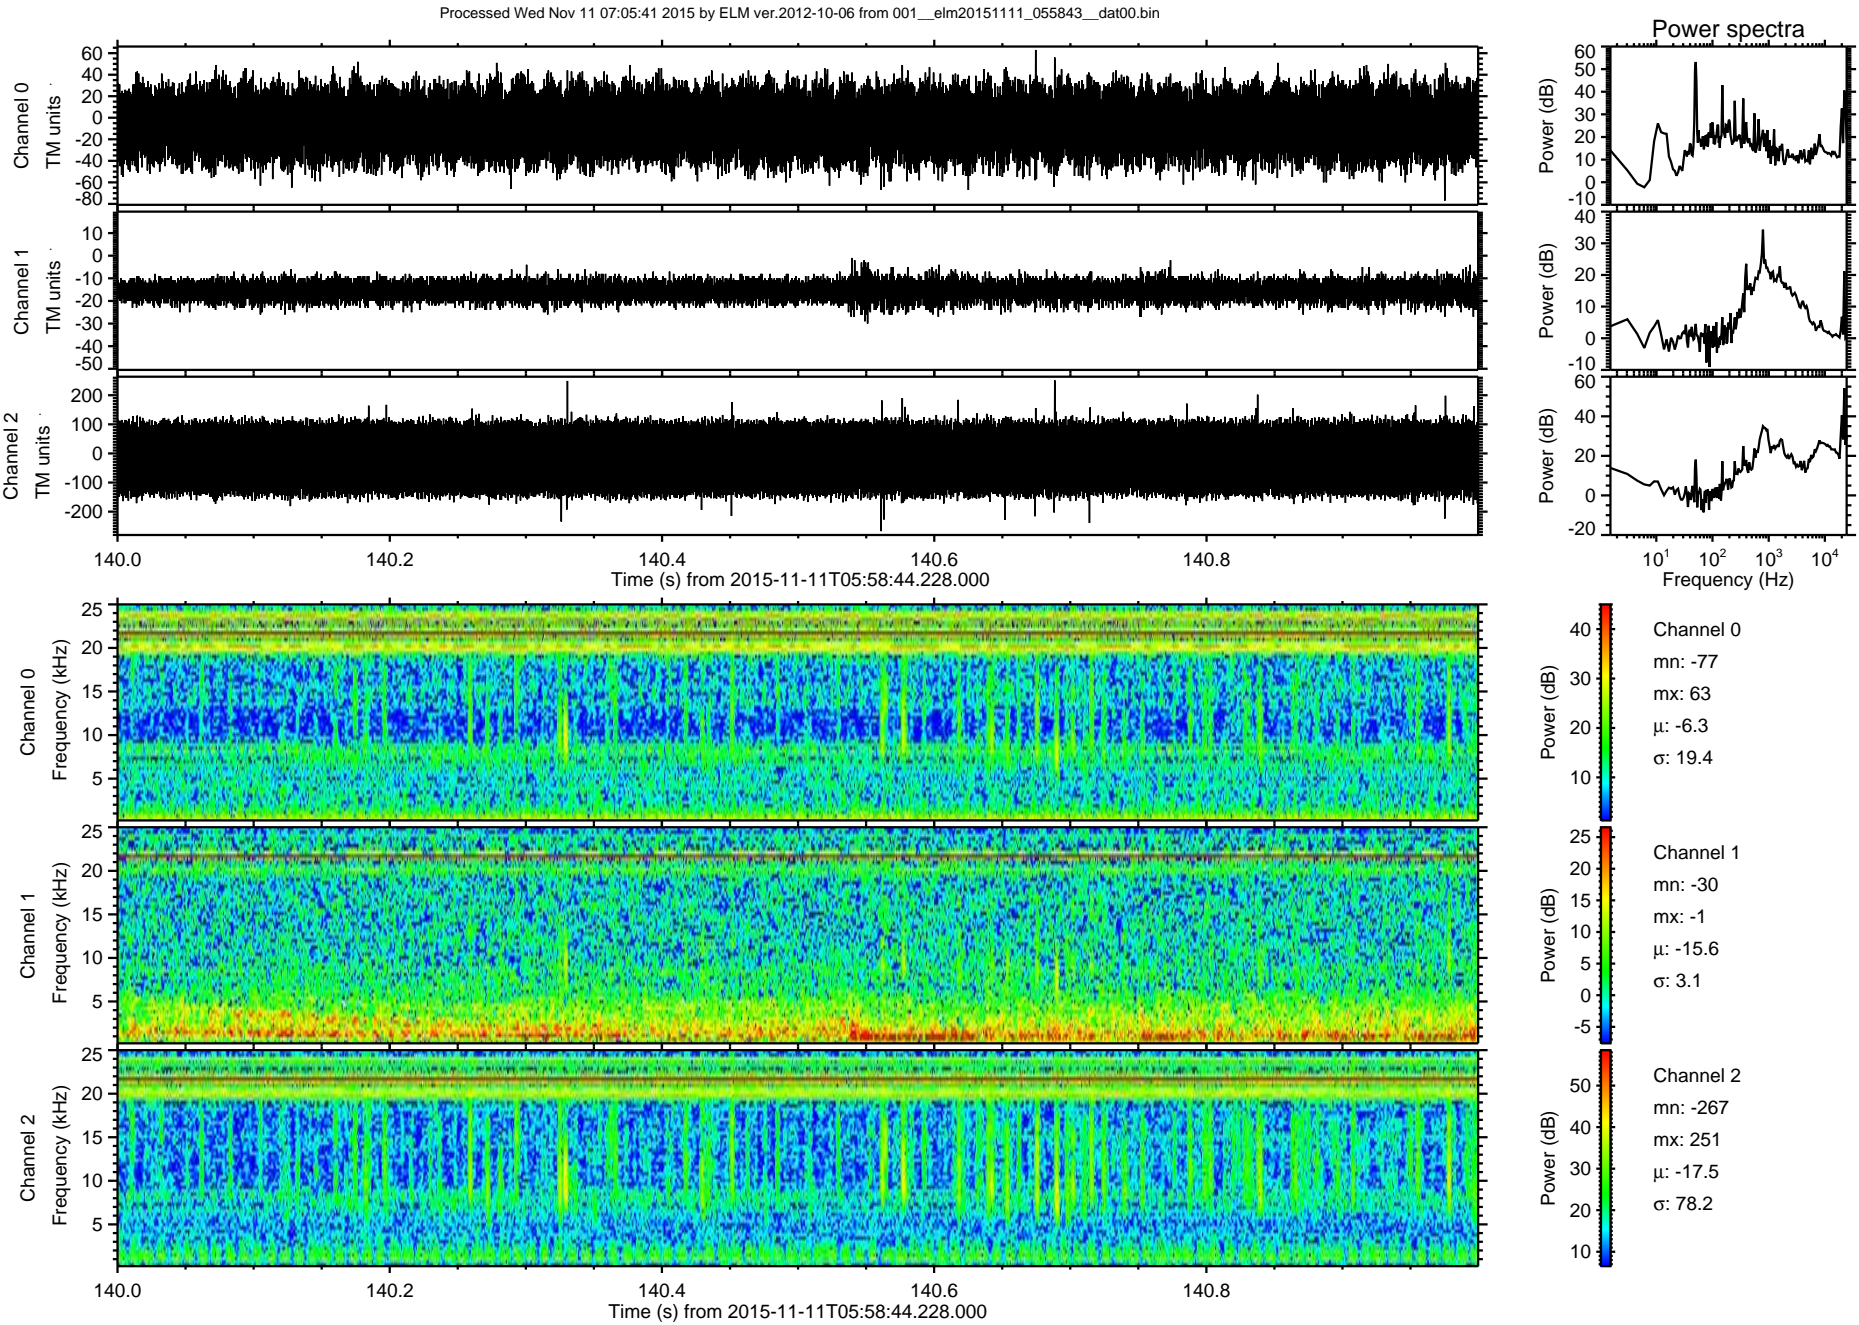 Processed Wed Nov 11 07:05:41 2015 by ELM ver.2012-10-06 from 001__elm20151111_055843__dat00.bin
Power spectra
Channel 0
TM units
60
40
20
0
-20
-40
-60
-80
Power (dB)
60
50
40
30
20
10
0
-10
Channel 1
TM units
10
0
-10
-20
-30
-40
-50
Power (dB)
40
30
20
10
0
-10
Channel 2
TM units
200
100
0
-100
-200
Power (dB)
60
40
20
0
-20
140.0 140.2 140.4 140.6 140.8
Time (s) from 2015-11-11T05:58:44.228.000
10¹ 10² 10³ 10⁴
Frequency (Hz)
Channel 0
Frequency (kHz)
25
20
15
10
5
Power (dB)
40
30
20
10
Channel 0
mn: -77
mx: 63
μ: -6.3
σ: 19.4
Channel 1
Frequency (kHz)
25
20
15
10
5
Power (dB)
25
20
15
10
5
0
-5
Channel 1
mn: -30
mx: -1
μ: -15.6
σ: 3.1
Channel 2
Frequency (kHz)
25
20
15
10
5
Power (dB)
50
40
30
20
10
Channel 2
mn: -267
mx: 251
μ: -17.5
σ: 78.2
140.0 140.2 140.4 140.6 140.8
Time (s) from 2015-11-11T05:58:44.228.000